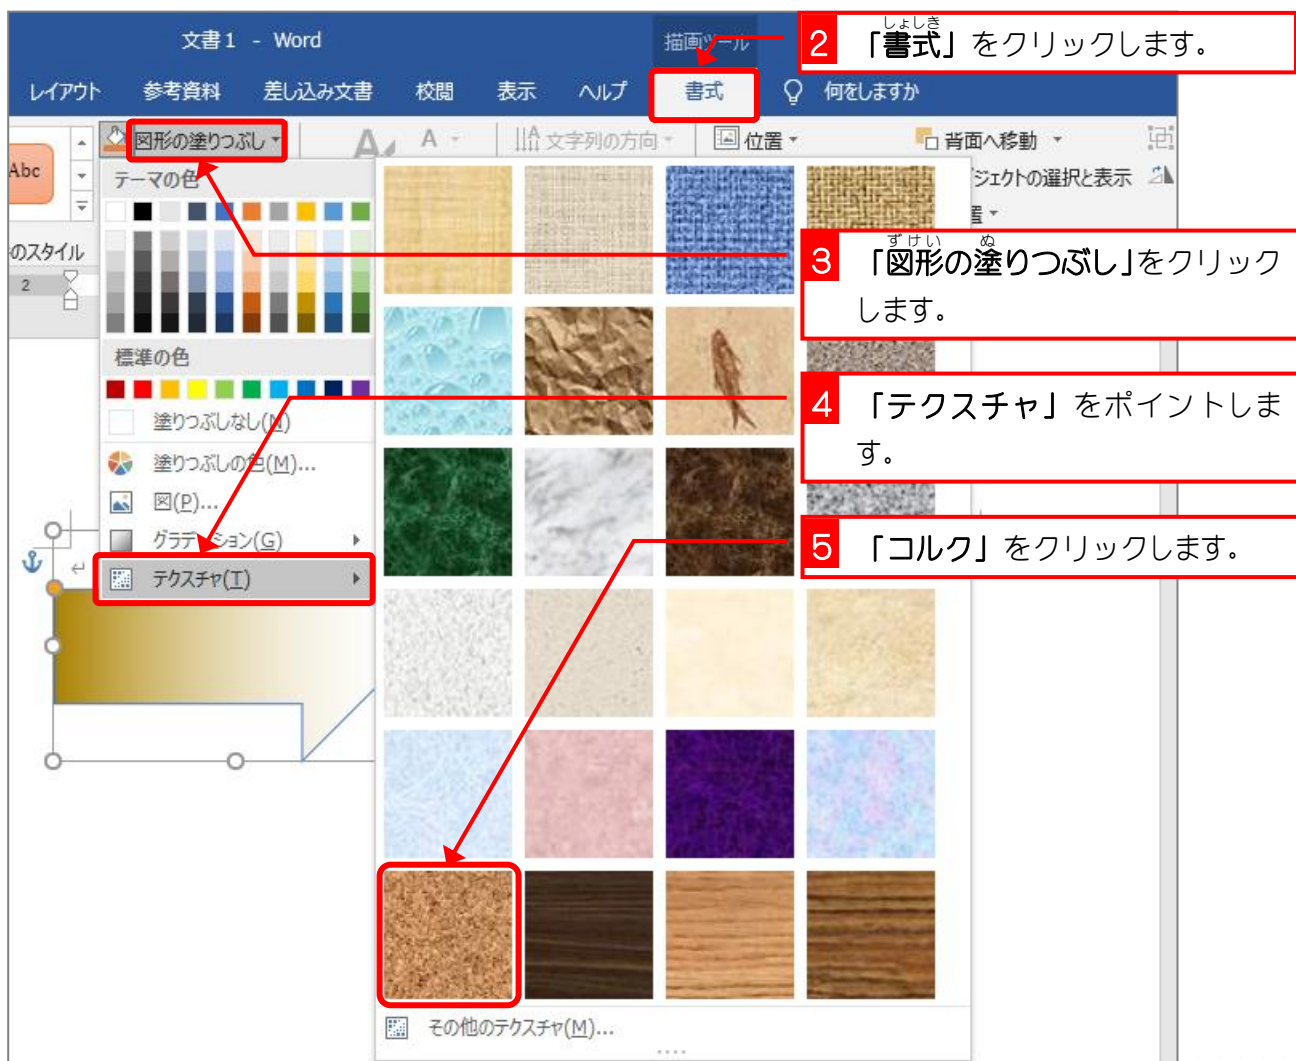 文書1 - Word
描画ツール
2 「書式」をクリックします。
しょしき
レイアウト 参考資料 差し込み文書 校閲 表示 ヘルプ 書式 何をしますか
図形の塗りつぶし
A A
文字列の方向
位置
背面へ移動
Abc
テーマの色
ジェクトの選択と表示
置
のスタイル
2
3 「図形の塗りつぶし」をクリック
ずけい ぬ
します。
標準の色
塗りつぶしなし(N)
4 「テクスチャ」をポイントしま
す。
塗りつぶしの色(M)...
図(P)...
グラデーション(G)
5 「コルク」をクリックします。
テクスチャ(T)
その他のテクスチャ(M)...